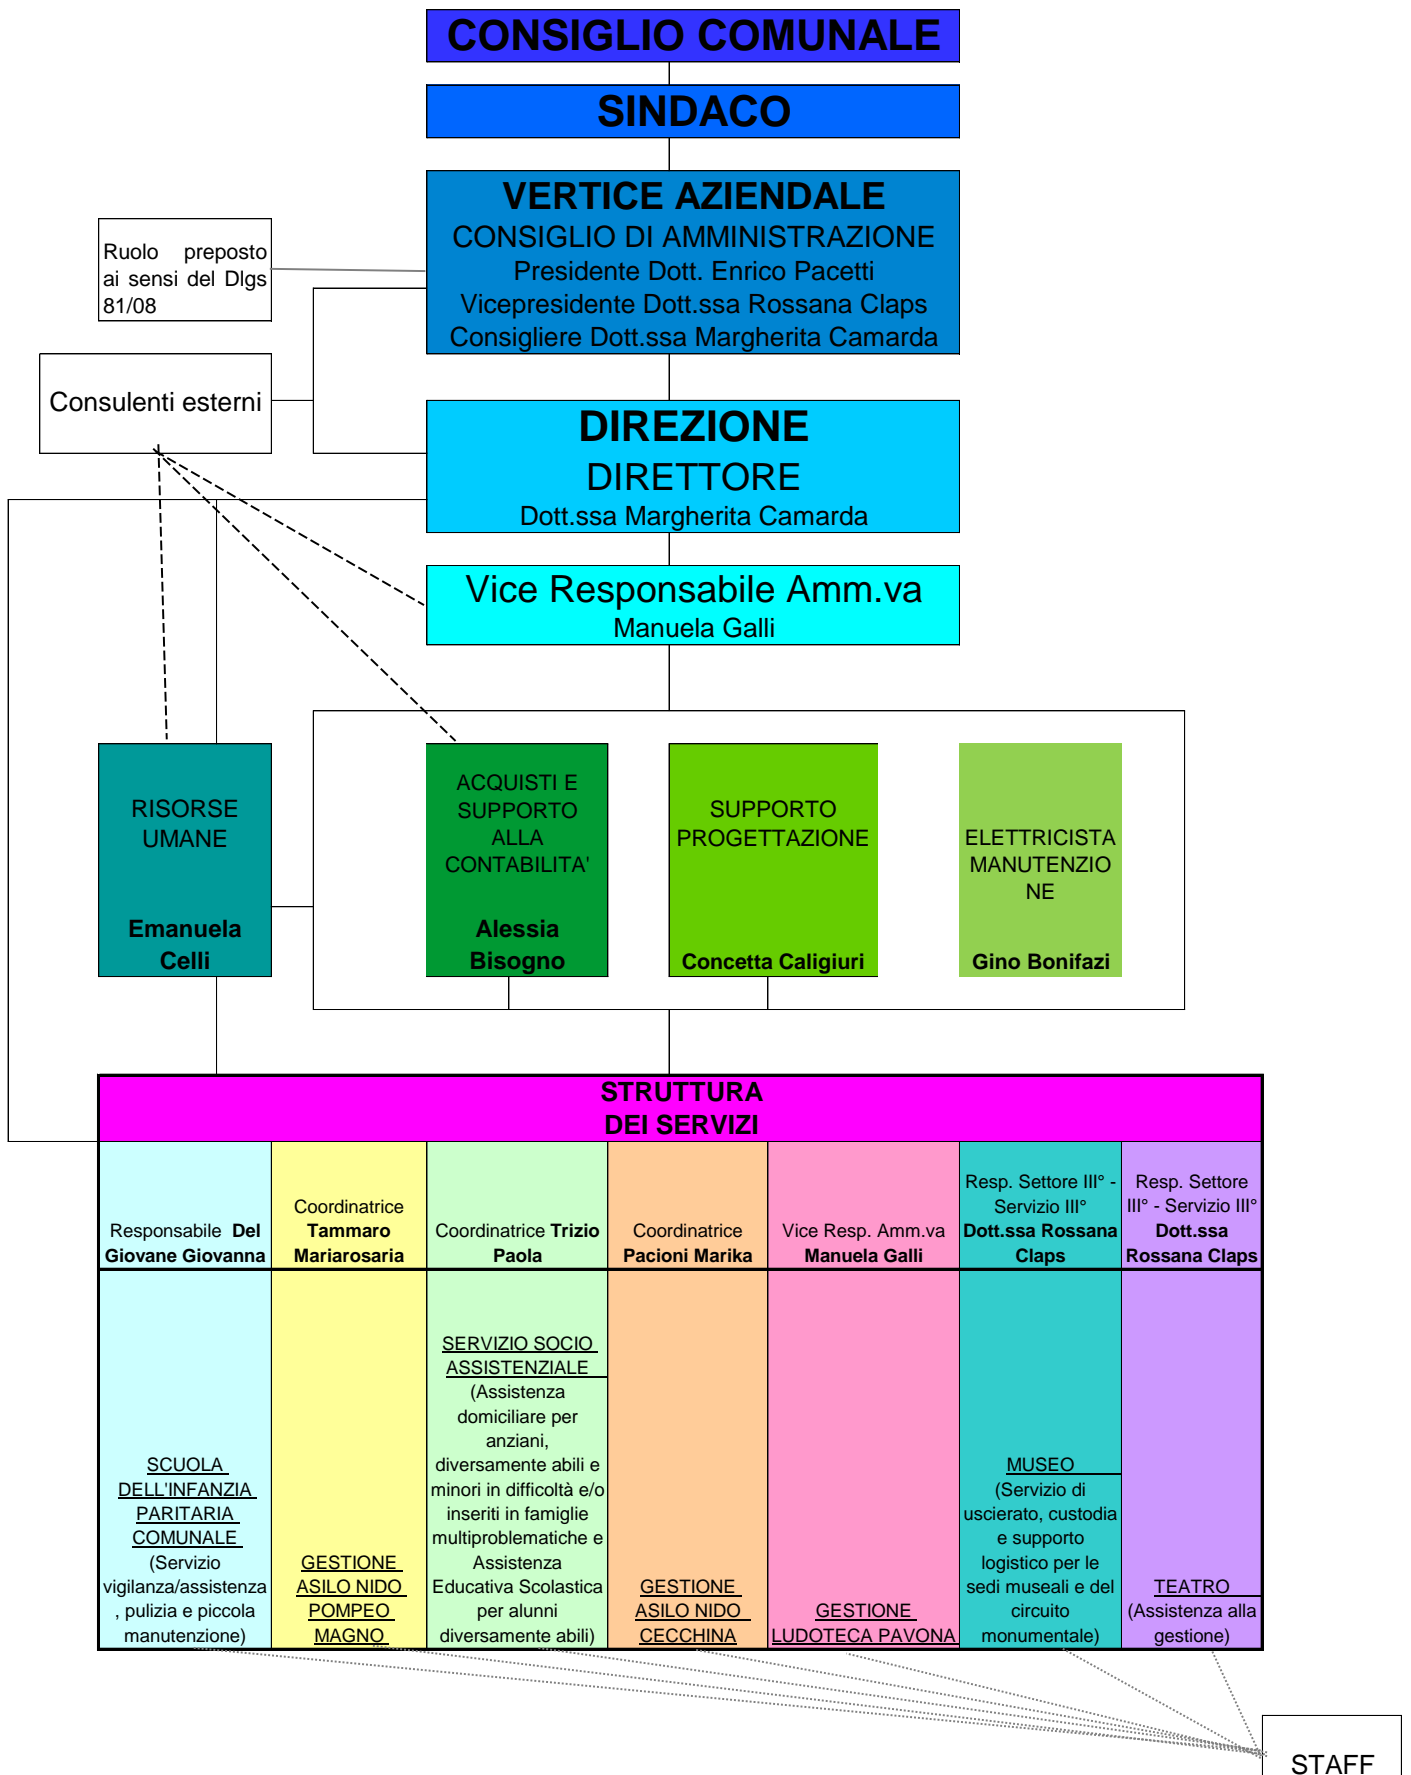 CONSIGLIO COMUNALE
SINDACO
VERTICE AZIENDALE
CONSIGLIO DI AMMINISTRAZIONE
Presidente Dott. Enrico Pacetti
Vicepresidente Dott.ssa Rossana Claps
Consigliere Dott.ssa Margherita Camarda
Ruolo preposto
ai sensi del Dlgs
81/08
Consulenti esterni
DIREZIONE
DIRETTORE
Dott.ssa Margherita Camarda
Vice Responsabile Amm.va
Manuela Galli
RISORSE
UMANE
Emanuela
Celli
ACQUISTI E
SUPPORTO
ALLA
CONTABILITA'
Alessia
Bisogno
SUPPORTO
PROGETTAZIONE
Concetta Caligiuri
ELETTRICISTA
MANUTENZIO
NE
Gino Bonifazi
STRUTTURA
DEI SERVIZI
Responsabile Del
Giovane Giovanna
Coordinatrice
Tammaro
Mariarosaria
Coordinatrice Trizio
Paola
Coordinatrice
Pacioni Marika
Vice Resp. Amm.va
Manuela Galli
Resp. Settore III° -
Servizio III°
Dott.ssa Rossana
Claps
Resp. Settore
III° - Servizio III°
Dott.ssa
Rossana Claps
SCUOLA
DELL'INFANZIA
PARITARIA
COMUNALE
(Servizio
vigilanza/assistenza
, pulizia e piccola
manutenzione)
GESTIONE
ASILO NIDO
POMPEO
MAGNO
SERVIZIO SOCIO
ASSISTENZIALE
(Assistenza
domiciliare per
anziani,
diversamente abili e
minori in difficoltà e/o
inseriti in famiglie
multiproblematiche e
Assistenza
Educativa Scolastica
per alunni
diversamente abili)
GESTIONE
ASILO NIDO
CECCHINA
GESTIONE
LUDOTECA PAVONA
MUSEO
(Servizio di
uscierato, custodia
e supporto
logistico per le
sedi museali e del
circuito
monumentale)
TEATRO
(Assistenza alla
gestione)
STAFF